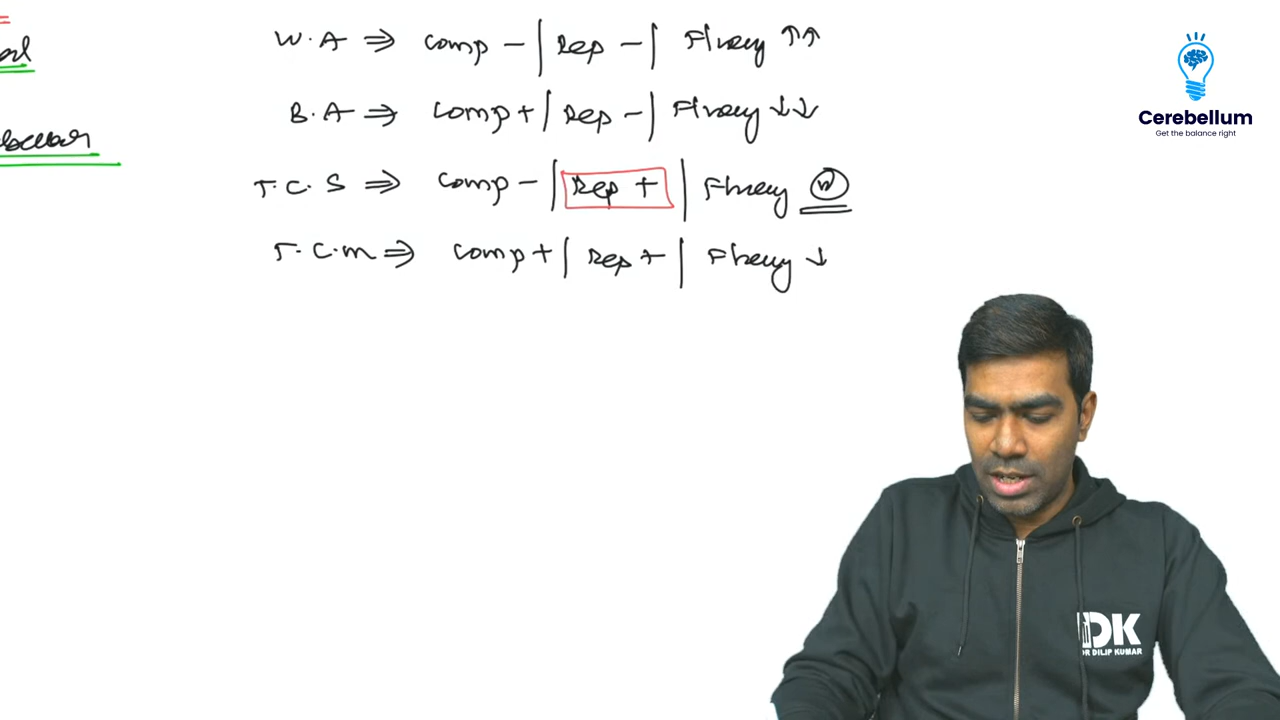 W.A ⇒ Comp - | Rep - | Fluency ↑↑
B.A ⇒ Comp + | Rep - | Fluency ↓↓
T.C.S ⇒ Comp - | Rep + | Fluency N
T.C.M ⇒ Comp + | Rep + | Fluency ↓
Cerebellum
Get the balance right
DK
DR DILIP KUMAR